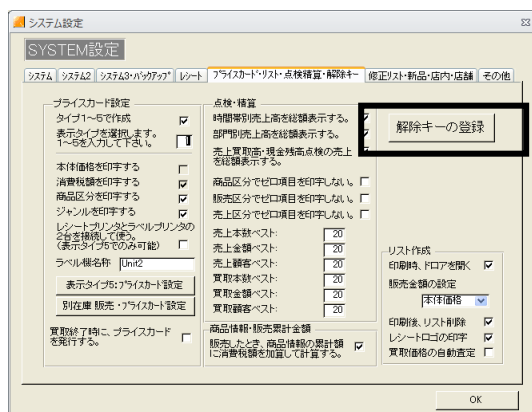 システム設定
SYSTEM設定
システム システム2 システム3・バックアップ レシート プライスカード・リスト・点検精算・解除キー 修正リスト・新品・店内・店舗 その他
プライスカード設定
タイプ1~5で作成
表示タイプを選択します。
1~5を入力して下さい。
本体価格を印字する
消費税額を印字する
商品区分を印字する
ジャンルを印字する
レシートプリンタとラベルプリンタの
2台を接続して使う。
(表示タイプ5でのみ可能)
ラベル機名称 Unit2
表示タイプ5:プライスカード設定
別在庫 販売・プライスカード設定
買取終了時に、プライスカード
を発行する。
点検・精算
時間帯別売上高を総額表示する。
部門別売上高を総額表示する。
売上買取高・現金残高点検の売上
を総額表示する。
商品区分でゼロ項目を印字しない。
販売区分でゼロ項目を印字しない。
売上区分でゼロ項目を印字しない。
売上本数ベスト: 20
売上金額ベスト: 20
売上顧客ベスト: 20
買取本数ベスト: 20
買取金額ベスト: 20
買取顧客ベスト: 20
商品情報・販売累計金額
販売したとき、商品情報の累計額
に消費税額を加算して計算する。
解除キーの登録
リスト作成
印刷時、ドロアを開く
販売金額の設定
本体価格
印刷後、リスト削除
レシートロゴの印字
買取価格の自動査定
OK